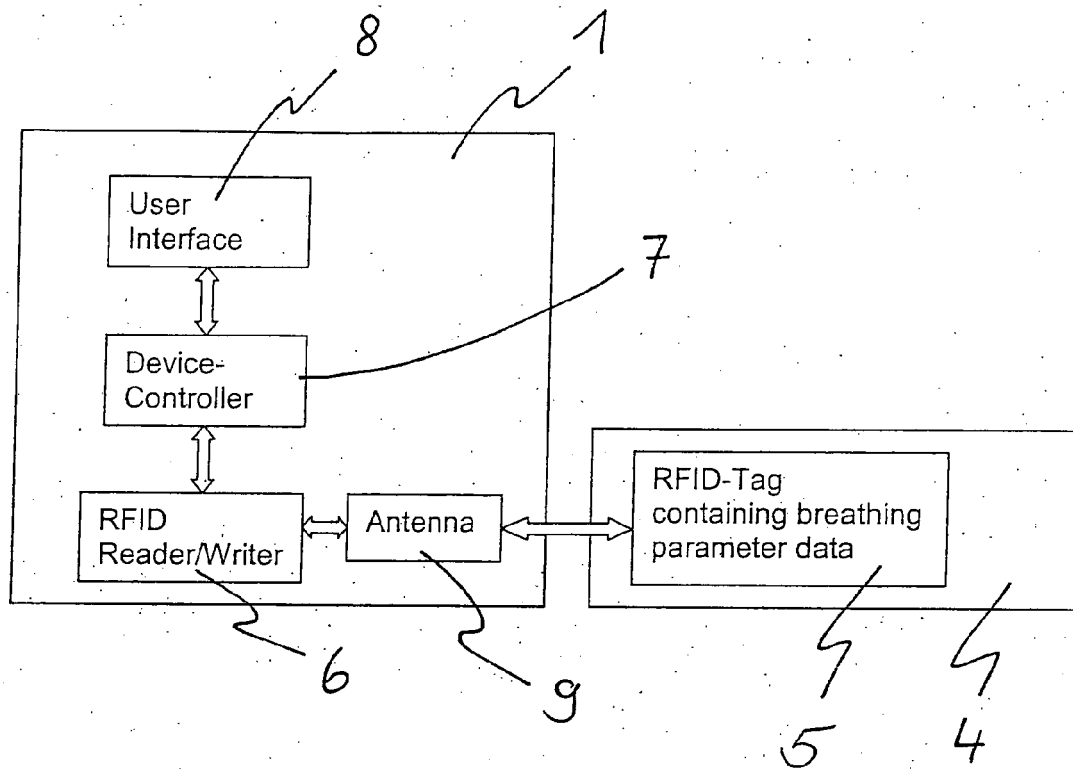 8
1
User
Interface
7
Device-
Controller
RFID
Reader/Writer
Antenna
RFID-Tag
containing breathing
parameter data
6
9
5
4